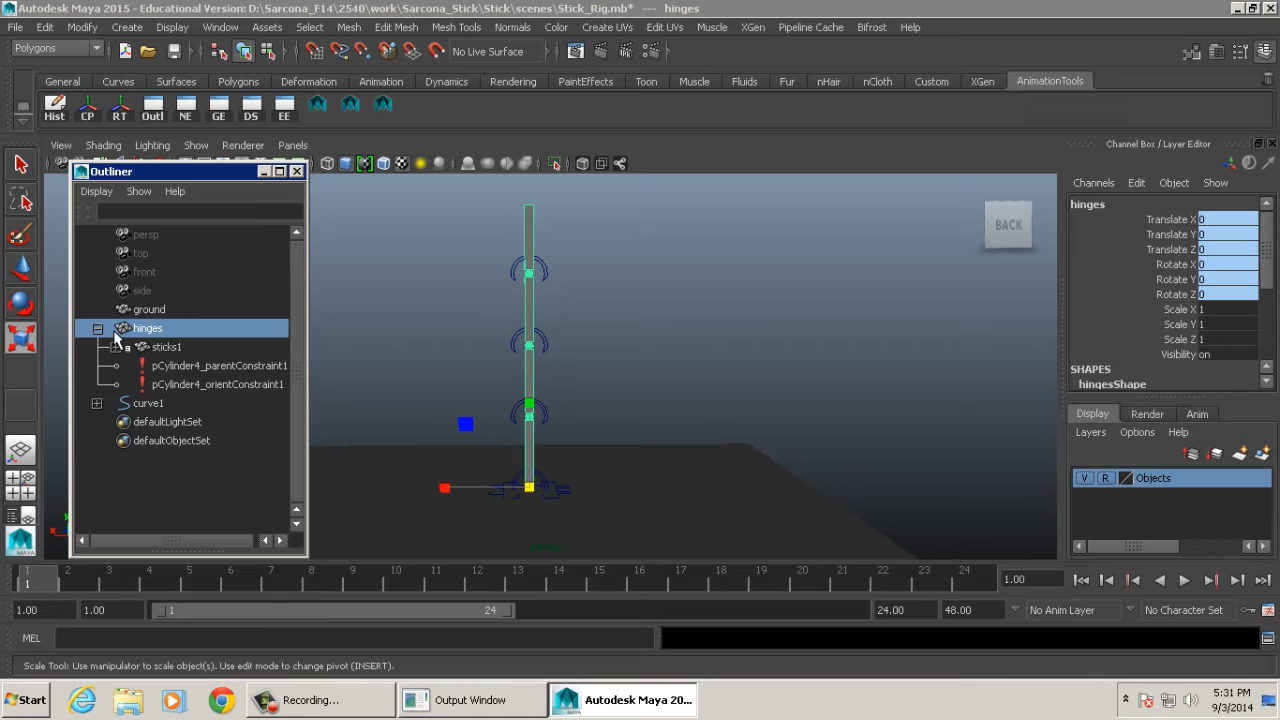 Autodesk Maya 2015 - Educational Version: D:\Sarcona_F14\2540\work\Sarcona_Stick\Stick\scenes\Stick_Rig.mb* --- hinges
File Edit Modify Create Display Window Assets Select Mesh Edit Mesh Mesh Tools Normals Color Create UVs Edit UVs Muscle XGen Pipeline Cache Bifrost Help
Polygons
No Live Surface
General Curves Surfaces Polygons Deformation Animation Dynamics Rendering PaintEffects Toon Muscle Fluids Fur nHair nCloth Custom XGen AnimationTools
Hist CP RT Outl NE GE DS EE
View Shading Lighting Show Renderer Panels
Channel Box / Layer Editor
Outliner
Display Show Help
persp
top
front
side
ground
hinges
sticks1
pCylinder4_parentConstraint1
pCylinder4_orientConstraint1
curve1
defaultLightSet
defaultObjectSet
BACK
Channels Edit Object Show
hinges
Translate X 0
Translate Y 0
Translate Z 0
Rotate X 0
Rotate Y 0
Rotate Z 0
Scale X 1
Scale Y 1
Scale Z 1
Visibility on
SHAPES
hingesShape
Display Render Anim
Layers Options Help
V R Objects
1 2 3 4 5 6 7 8 9 10 11 12 13 14 15 16 17 18 19 20 21 22 23 24
1
1.00
1.00 1.00 1 24 24.00 48.00 No Anim Layer No Character Set
MEL
Scale Tool: Use manipulator to scale object(s). Use edit mode to change pivot (INSERT).
Start
Recording...
Output Window
Autodesk Maya 20...
5:31 PM
9/3/2014